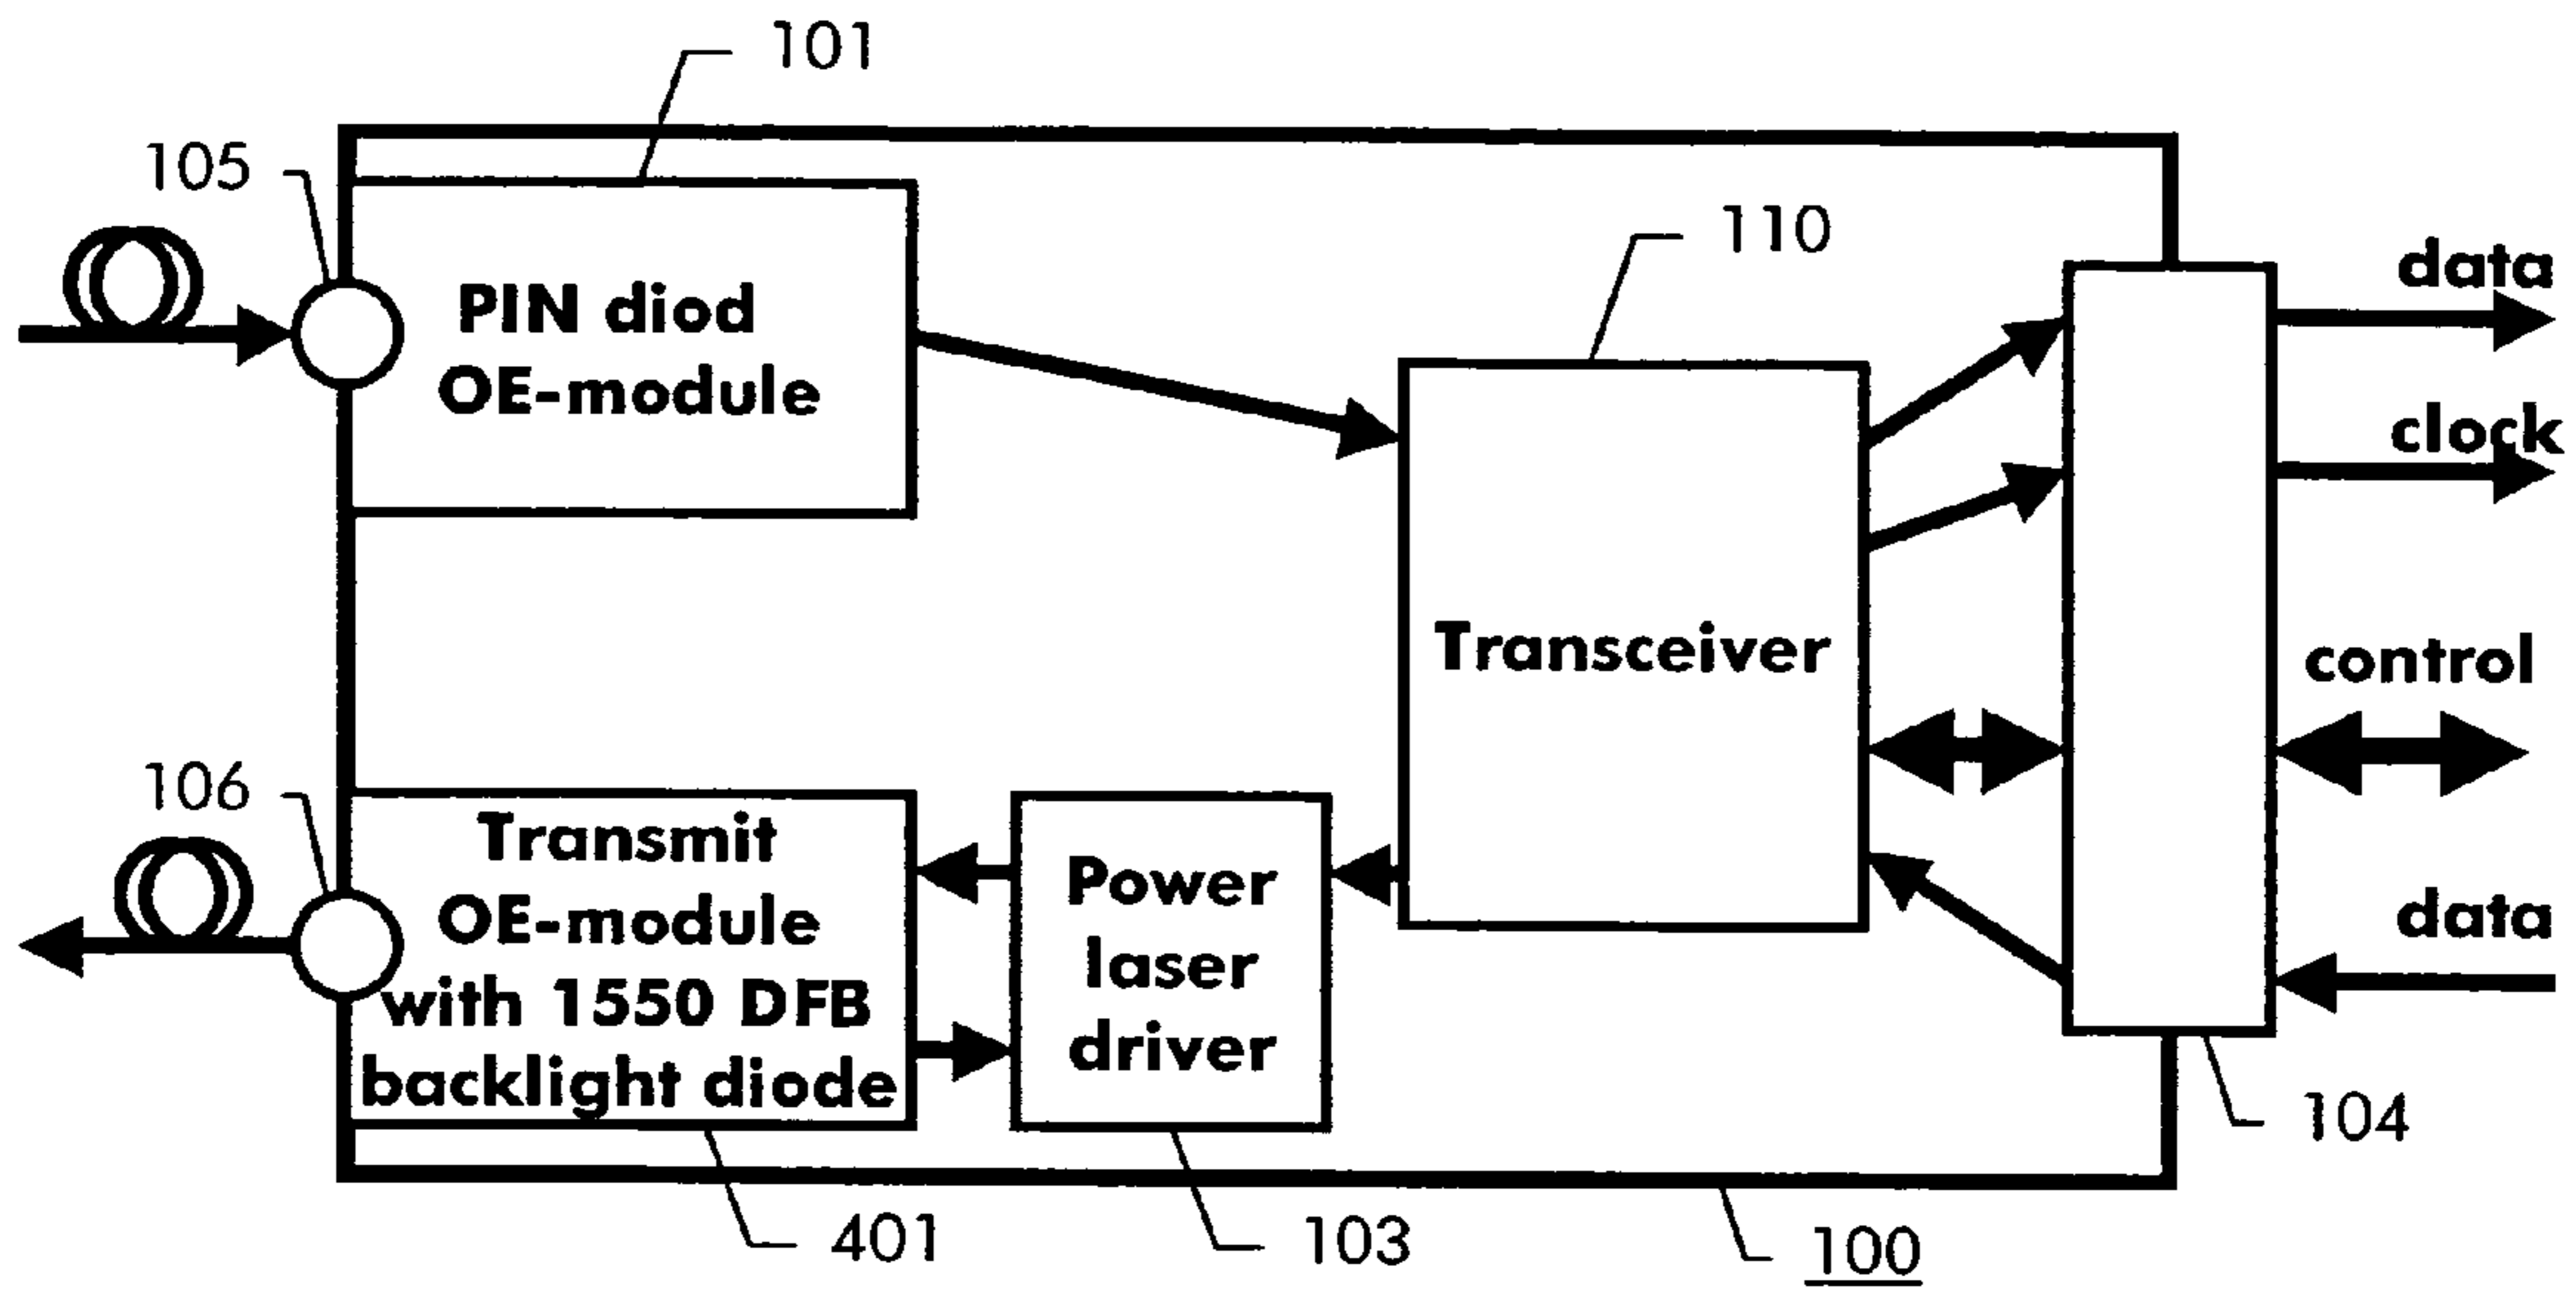 101
105
110
data
PIN diod
OE-module
clock
Transceiver
control
106
Transmit
OE-module
with 1550 DFB
backlight diode
Power
laser
driver
data
104
401
103
100